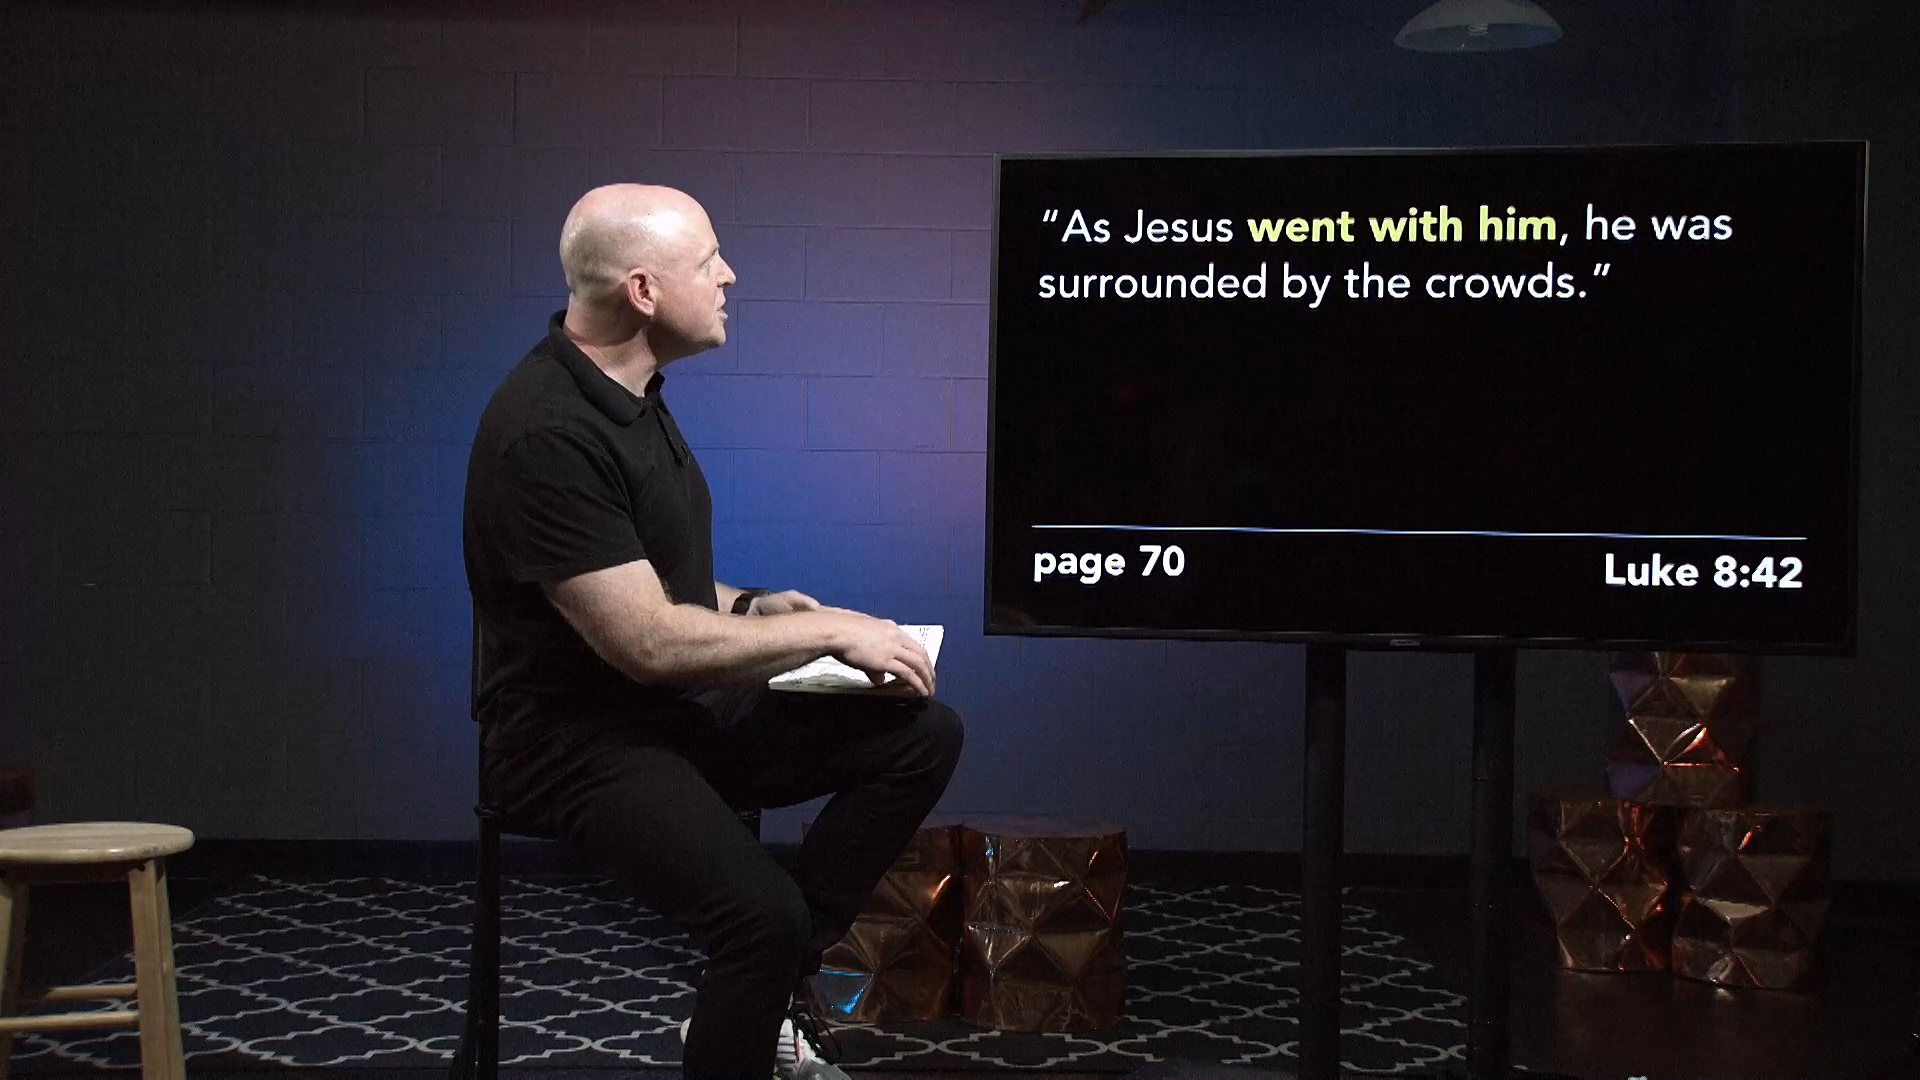 “As Jesus went with him, he was
surrounded by the crowds.”
page 70
Luke 8:42